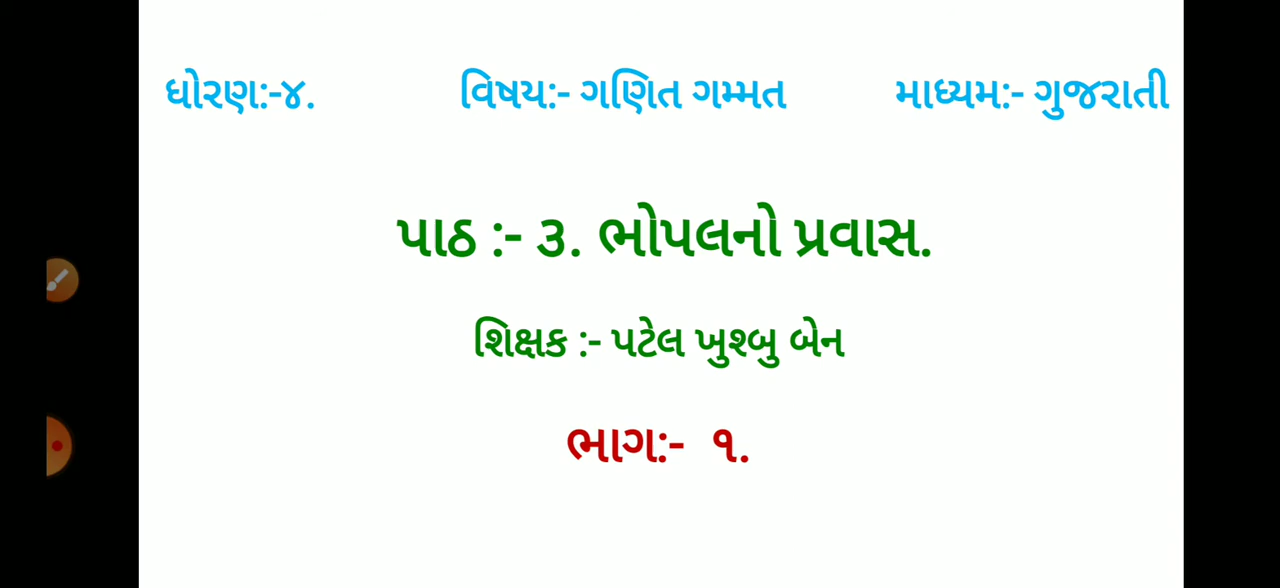 ધોરણ:-૪. વિષય:- ગણિત ગમ્મત માધ્યમ:- ગુજરાતી
પાઠ :- ૩. ભોપલનો પ્રવાસ.
શિક્ષક :- પટેલ ખુશ્બુ બેન
ભાગ:- ૧.